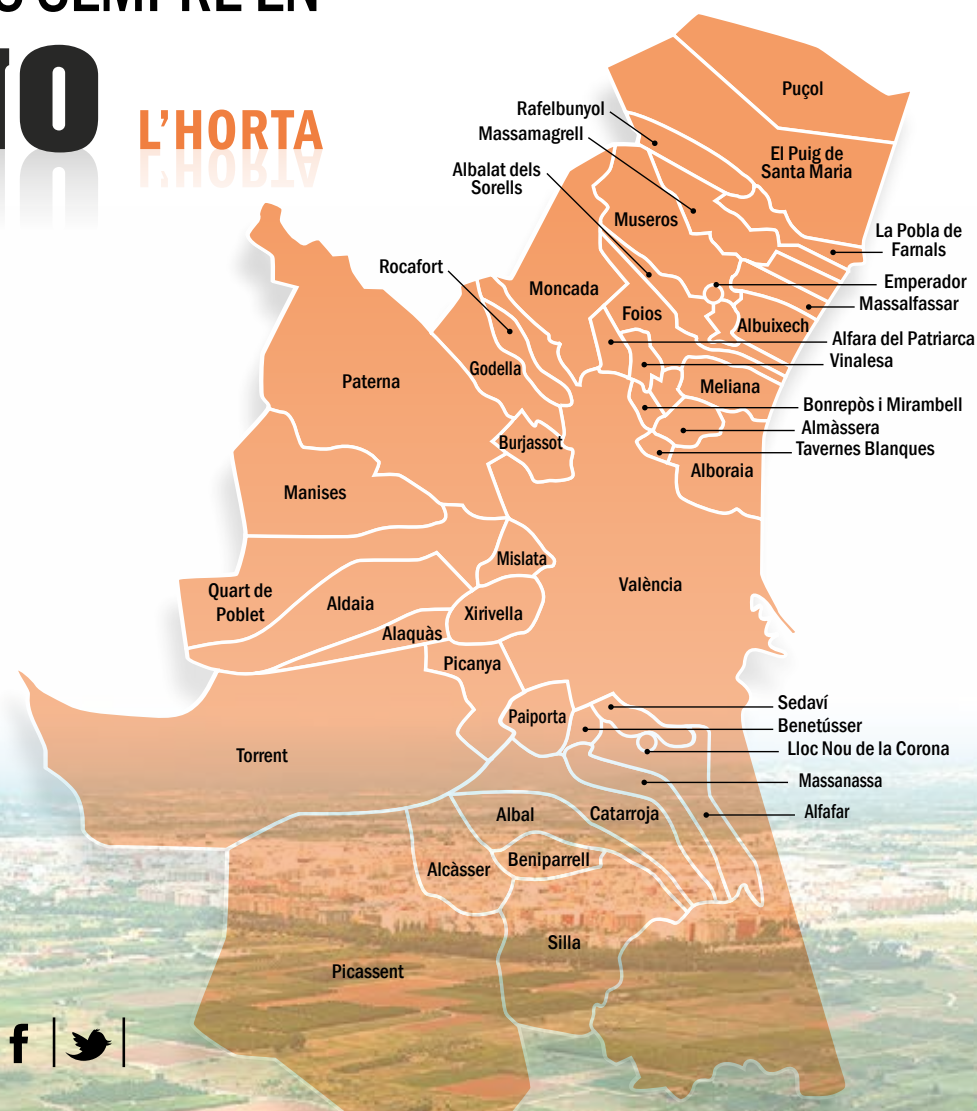 SEMPRE EN
L'HORTA
Puçol
Rafelbunyol
Massamagrell
El Puig de
Santa Maria
Albalat dels
Sorells
Museros
La Pobla de
Farnals
Rocafort
Emperador
Moncada
Massalfassar
Foios
Albuixech
Alfara del Patriarca
Vinalesa
Godella
Paterna
Meliana
Bonrepòs i Mirambell
Almàssera
Burjassot
Tavernes Blanques
Alboraia
Manises
Mislata
València
Quart de
Poblet
Aldaia
Xirivella
Alaquàs
Picanya
Sedaví
Paiporta
Benetússer
Lloc Nou de la Corona
Torrent
Massanassa
Alfafar
Albal
Catarroja
Beniparrell
Alcàsser
Silla
Picassent
f